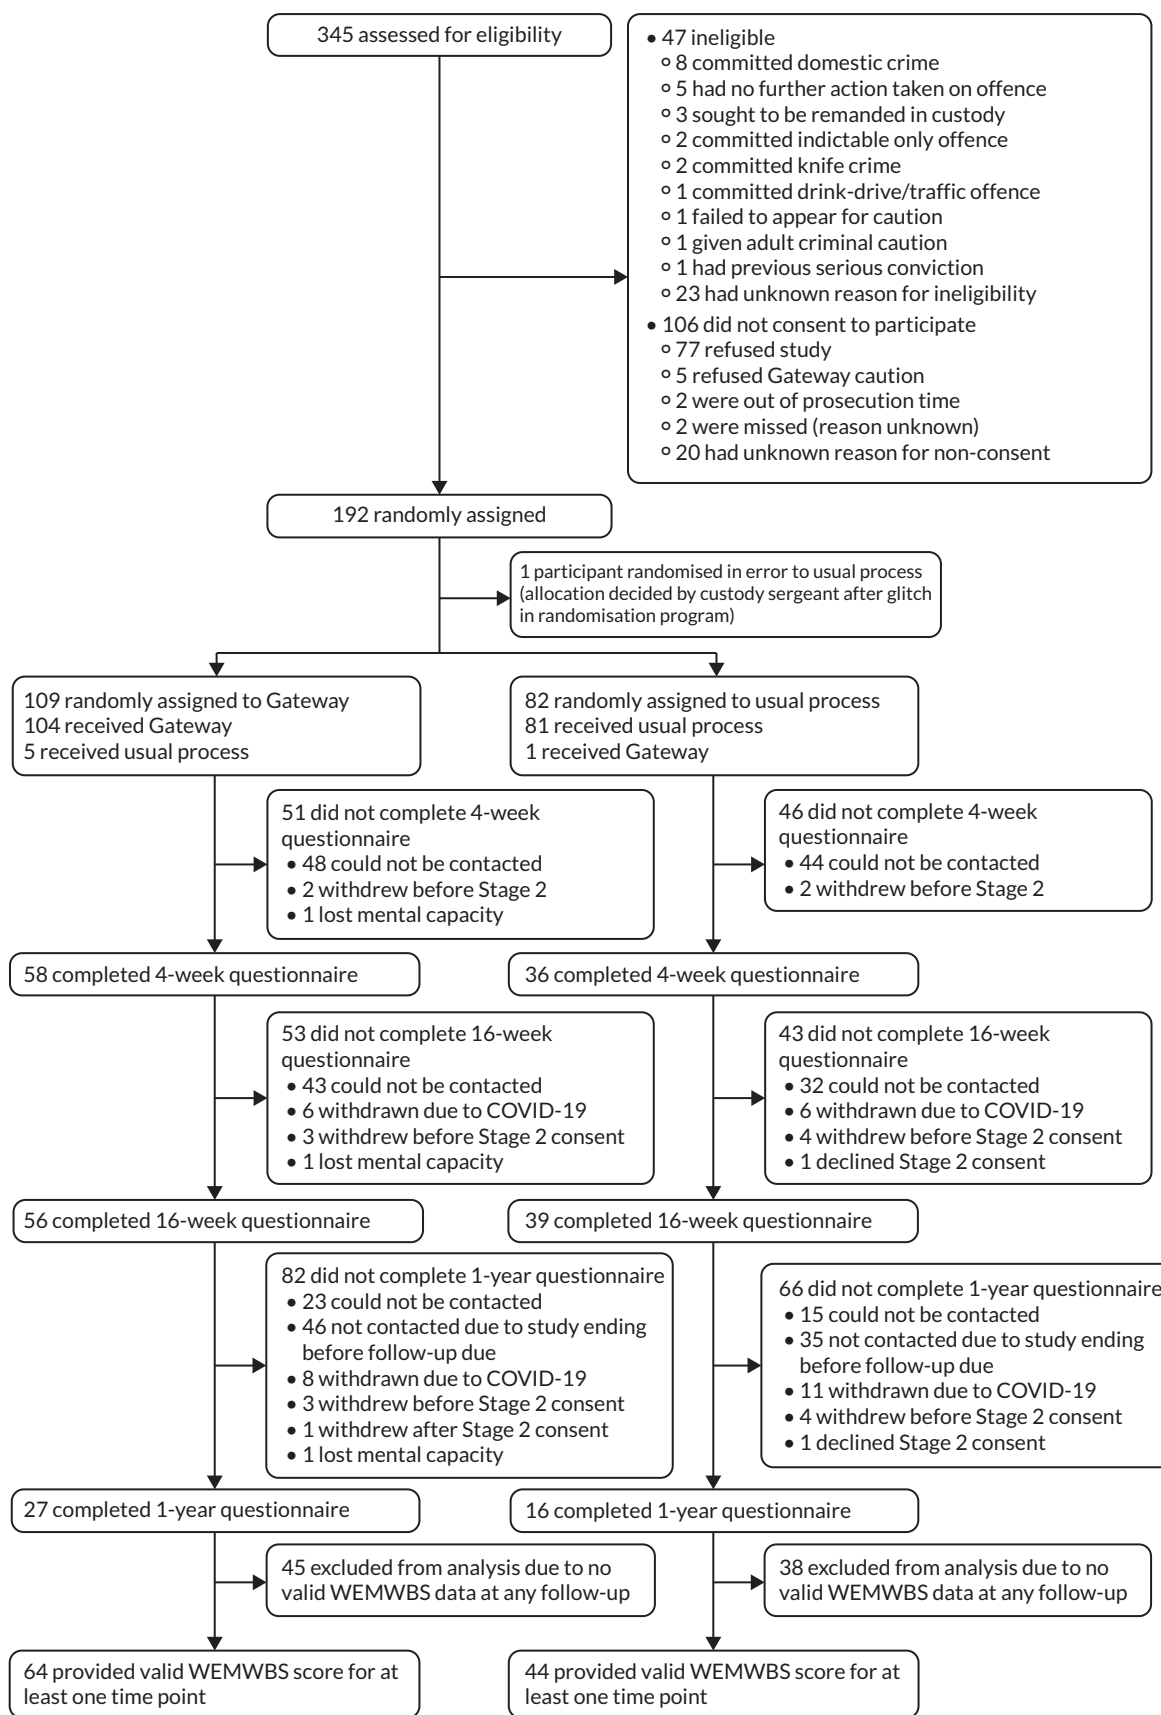 345 assessed for eligibility
• 47 ineligible
⚬ 8 committed domestic crime
⚬ 5 had no further action taken on offence
⚬ 3 sought to be remanded in custody
⚬ 2 committed indictable only offence
⚬ 2 committed knife crime
⚬ 1 committed drink-drive/traffic offence
⚬ 1 failed to appear for caution
⚬ 1 given adult criminal caution
⚬ 1 had previous serious conviction
⚬ 23 had unknown reason for ineligibility
• 106 did not consent to participate
⚬ 77 refused study
⚬ 5 refused Gateway caution
⚬ 2 were out of prosecution time
⚬ 2 were missed (reason unknown)
⚬ 20 had unknown reason for non-consent
192 randomly assigned
1 participant randomised in error to usual process
(allocation decided by custody sergeant after glitch
in randomisation program)
109 randomly assigned to Gateway
104 received Gateway
5 received usual process
82 randomly assigned to usual process
81 received usual process
1 received Gateway
51 did not complete 4-week
questionnaire
• 48 could not be contacted
• 2 withdrew before Stage 2
• 1 lost mental capacity
46 did not complete 4-week
questionnaire
• 44 could not be contacted
• 2 withdrew before Stage 2
58 completed 4-week questionnaire
36 completed 4-week questionnaire
53 did not complete 16-week
questionnaire
• 43 could not be contacted
• 6 withdrawn due to COVID-19
• 3 withdrew before Stage 2 consent
• 1 lost mental capacity
43 did not complete 16-week
questionnaire
• 32 could not be contacted
• 6 withdrawn due to COVID-19
• 4 withdrew before Stage 2 consent
• 1 declined Stage 2 consent
56 completed 16-week questionnaire
39 completed 16-week questionnaire
82 did not complete 1-year questionnaire
• 23 could not be contacted
• 46 not contacted due to study ending
before follow-up due
• 8 withdrawn due to COVID-19
• 3 withdrew before Stage 2 consent
• 1 withdrew after Stage 2 consent
• 1 lost mental capacity
66 did not complete 1-year questionnaire
• 15 could not be contacted
• 35 not contacted due to study ending
before follow-up due
• 11 withdrawn due to COVID-19
• 4 withdrew before Stage 2 consent
• 1 declined Stage 2 consent
27 completed 1-year questionnaire
16 completed 1-year questionnaire
45 excluded from analysis due to no
valid WEMWBS data at any follow-up
38 excluded from analysis due to no
valid WEMWBS data at any follow-up
64 provided valid WEMWBS score for at
least one time point
44 provided valid WEMWBS score for at
least one time point